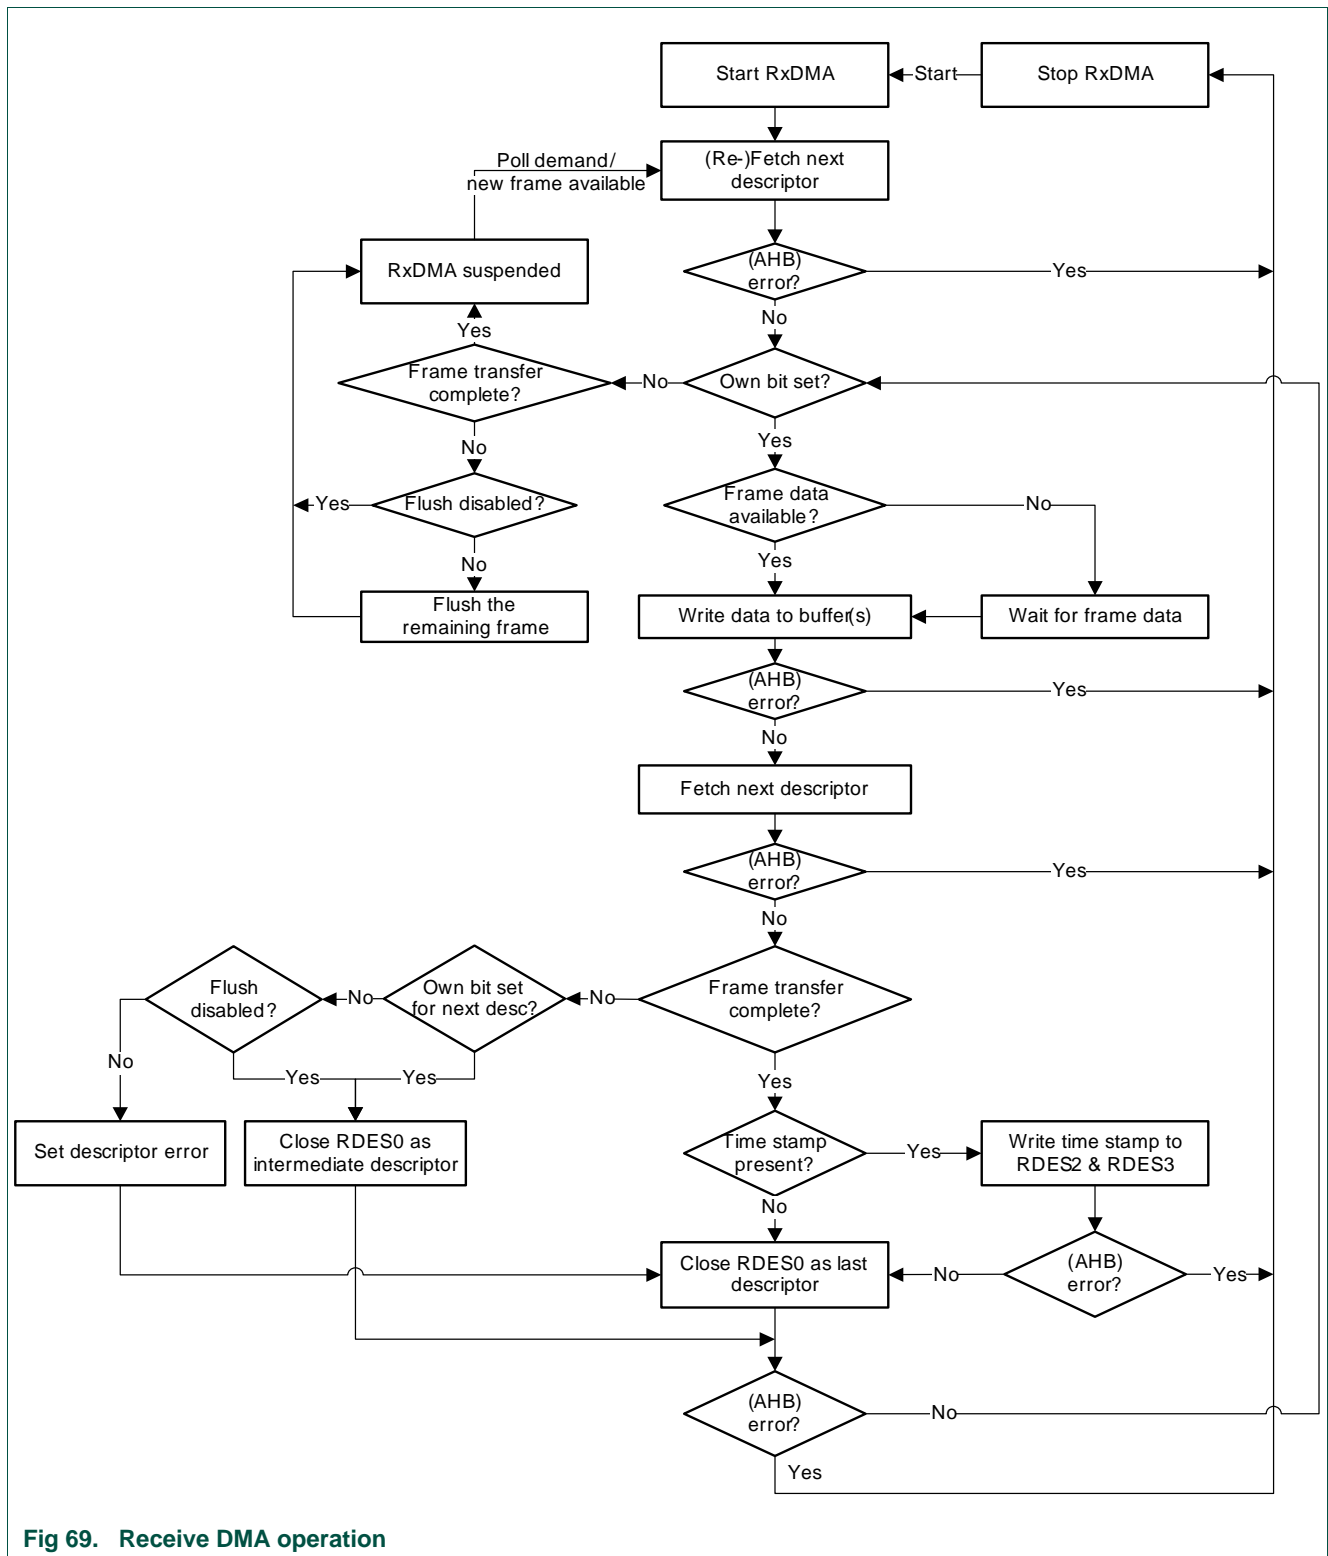 Start RxDMA
Start
Stop RxDMA
Poll demand/
new frame available
(Re-)Fetch next
descriptor
RxDMA suspended
(AHB)
error?
Yes
No
Yes
Frame transfer
complete?
No
Own bit set?
No
Yes
Yes
Flush disabled?
Frame data
available?
No
No
Yes
Flush the
remaining frame
Write data to buffer(s)
Wait for frame data
(AHB)
error?
Yes
No
Fetch next descriptor
(AHB)
error?
Yes
No
Flush
disabled?
No
Own bit set
for next desc?
No
Frame transfer
complete?
No
Yes
Yes
Yes
Set descriptor error
Close RDES0 as
intermediate descriptor
Time stamp
present?
Yes
Write time stamp to
RDES2 & RDES3
No
Close RDES0 as last
descriptor
No
(AHB)
error?
Yes
(AHB)
error?
No
Yes
Fig 69. Receive DMA operation